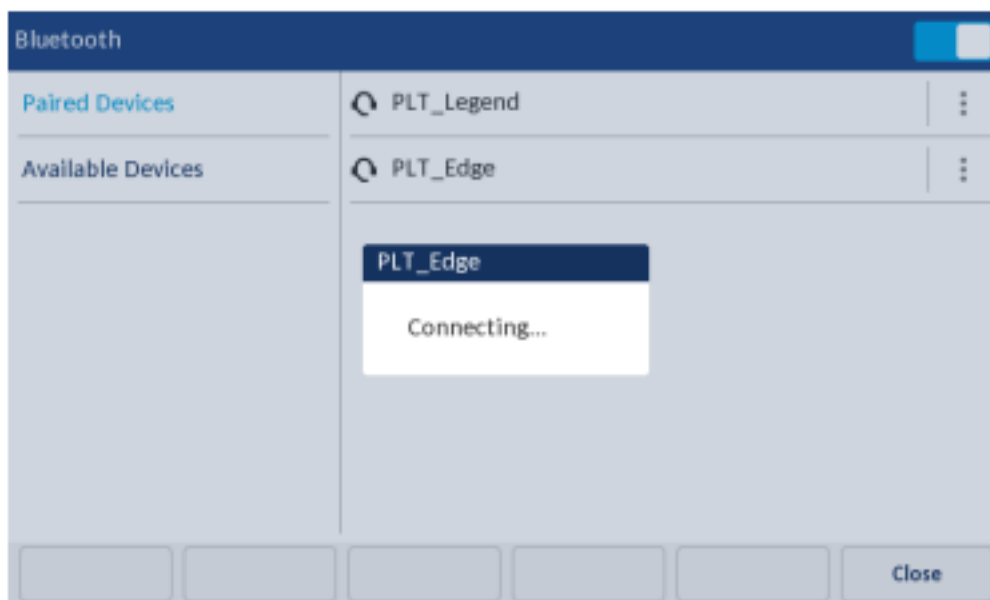 Bluetooth
Paired Devices
PLT_Legend
Available Devices
PLT_Edge
PLT_Edge
Connecting...
Close